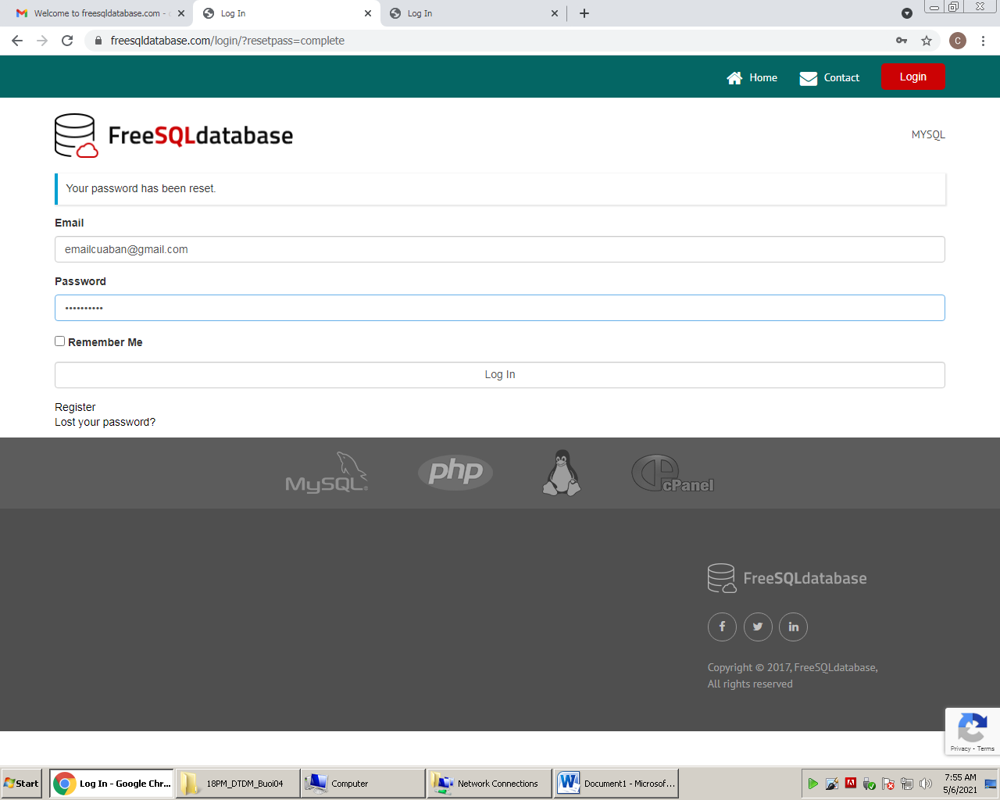 Welcome to freesqldatabase.com -
Log In
Log In
freesqldatabase.com/login/?resetpass=complete
C
Home
Contact
Login
FreeSQLdatabase
MYSQL
Your password has been reset.
Email
emailcuaban@gmail.com
Password
Remember Me
Log In
Register
Lost your password?
MySQL®
php
cPanel
FreeSQLdatabase
Copyright © 2017, FreeSQLdatabase,
All rights reserved
Privacy - Terms
Start
Log In - Google Chr...
18PM_DTDM_Buoi04
Computer
Network Connections
Document1 - Microsof...
7:55 AM
5/6/2021